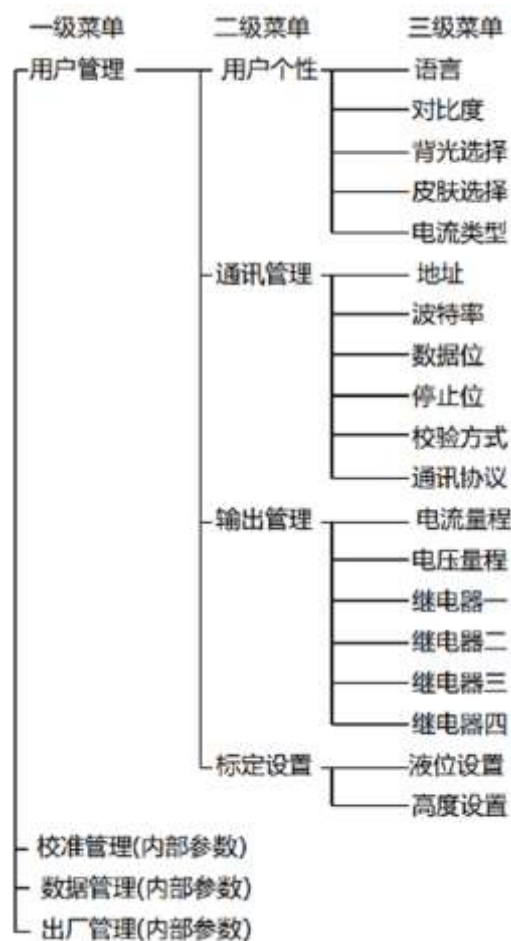 一级菜单 二级菜单 三级菜单
用户管理 用户个性 语言
对比度
背光选择
皮肤选择
电流类型
通讯管理 地址
波特率
数据位
停止位
校验方式
通讯协议
输出管理 电流量程
电压量程
继电器一
继电器二
继电器三
继电器四
标定设置 液位设置
高度设置
校准管理(内部参数)
数据管理(内部参数)
出厂管理(内部参数)